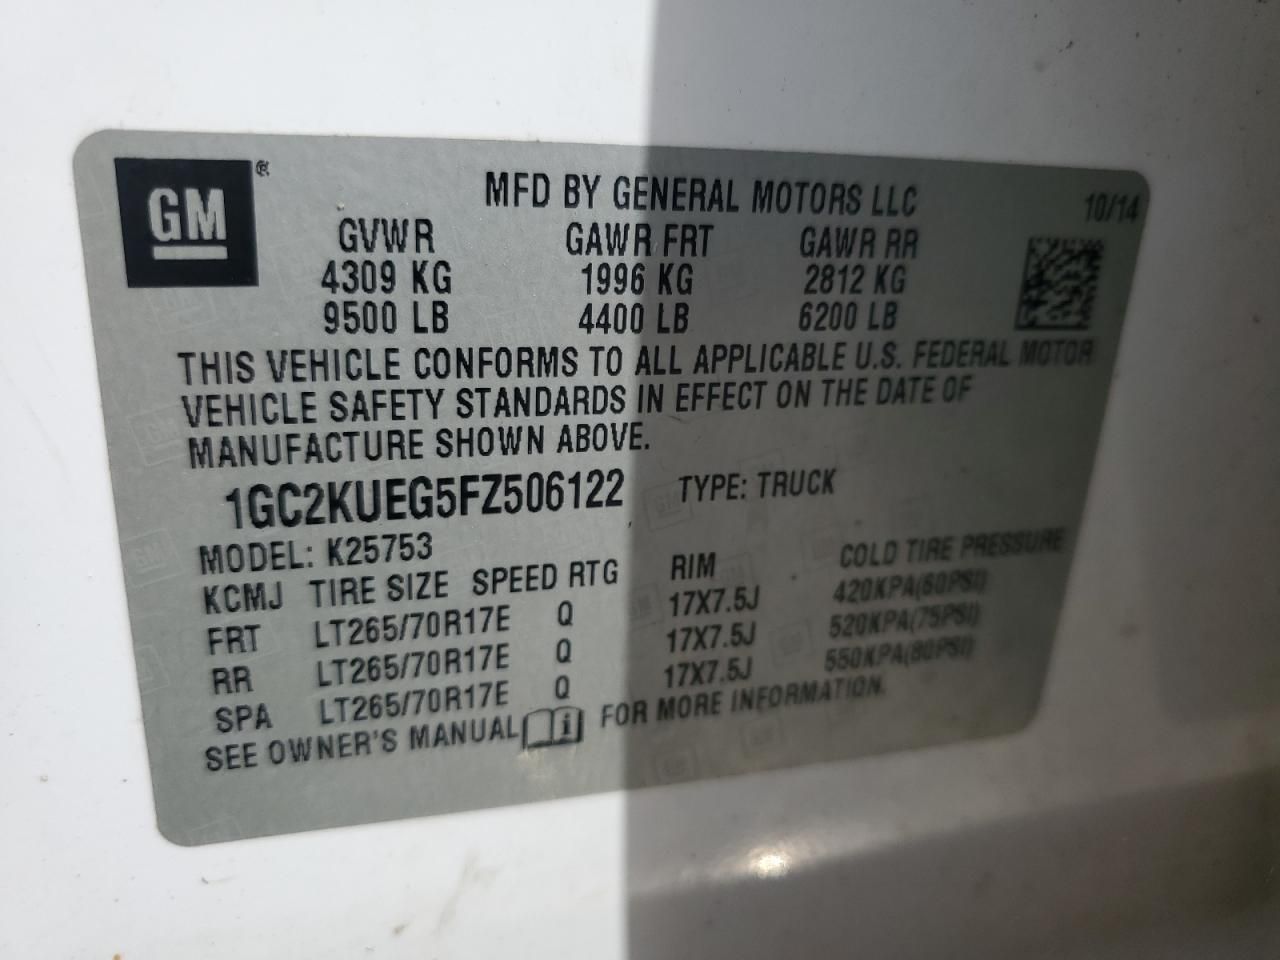 GM ®
MFD BY GENERAL MOTORS LLC 10/14
GVWR GAWR FRT GAWR RR
4309 KG 1996 KG 2812 KG
9500 LB 4400 LB 6200 LB
THIS VEHICLE CONFORMS TO ALL APPLICABLE U.S. FEDERAL MOTOR
VEHICLE SAFETY STANDARDS IN EFFECT ON THE DATE OF
MANUFACTURE SHOWN ABOVE.
1GC2KUEG5FZ506122 TYPE: TRUCK
MODEL: K25753
KCMJ TIRE SIZE SPEED RTG RIM COLD TIRE PRESSURE
FRT LT265/70R17E Q 17X7.5J 420KPA(60PSI)
RR LT265/70R17E Q 17X7.5J 520KPA(75PSI)
SPA LT265/70R17E Q 17X7.5J 550KPA(80PSI)
SEE OWNER'S MANUAL FOR MORE INFORMATION.